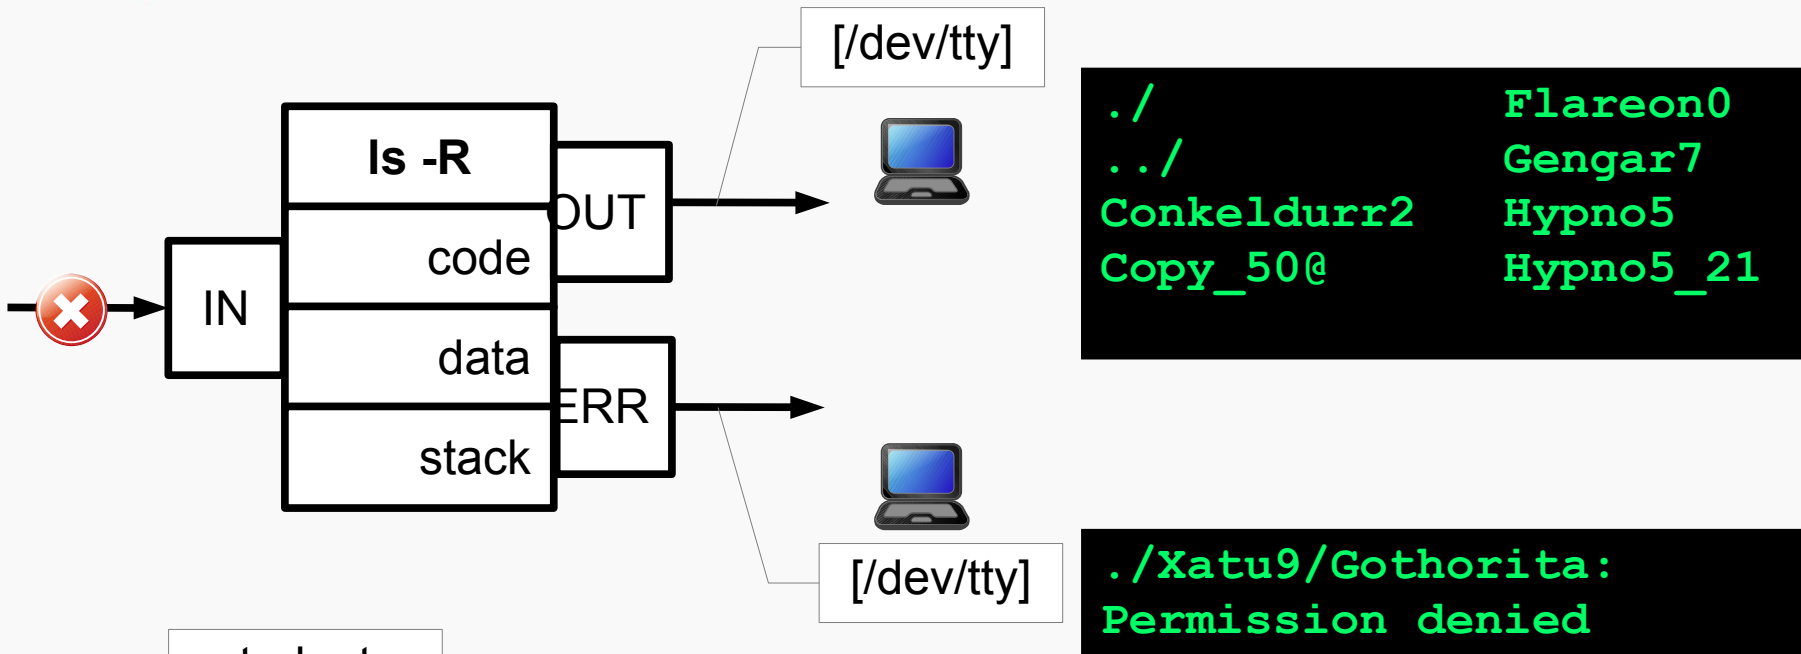 [/dev/tty]
ls -R
OUT
code
IN
data
ERR
stack
[/dev/tty]
./ Flareon0
../ Gengar7
Conkeldurr2 Hypno5
Copy_50@ Hypno5_21
./Xatu9/Gothorita:
Permission denied